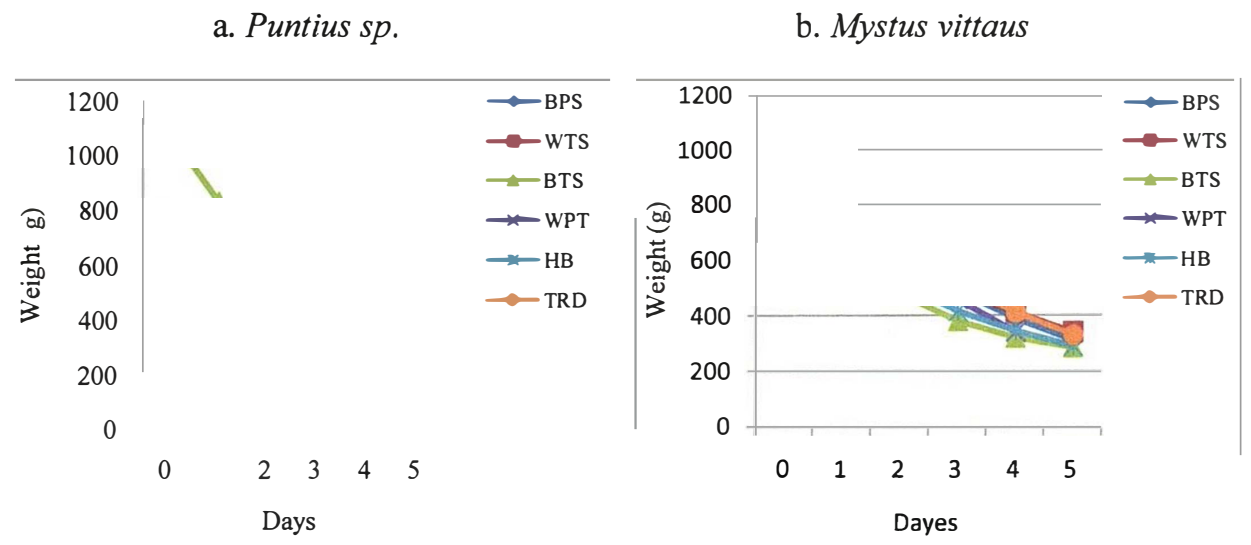 a. Puntius sp.
1200
1000
800
600
400
200
0
Weight g)
0 2 3 4 5
Days
BPS
WTS
BTS
WPT
HB
TRD
b. Mystus vittaus
1200
1000
800
600
400
200
0
Weight (g)
0 1 2 3 4 5
Dayes
BPS
WTS
BTS
WPT
HB
TRD